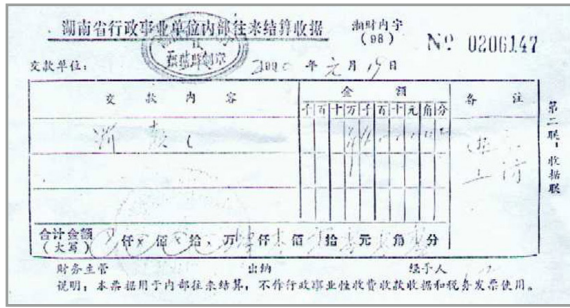 湖南省行政事业单位内部往来结算收据
湘财内字
(98)
№ 0206147
交款单位：
年 元 月 19 日
交 款 内 容
金 额
千 百 十 万 千 百 十 元 角 分
备 注
款
合计金额
(大写)
仟 佰 拾 万 仟 佰 拾 元 角 分
第二联：收据联
财务主管 出纳 经手人
说明：本票据用于内部往来结算，不作行政事业性收费收款收据和税务发票使用。